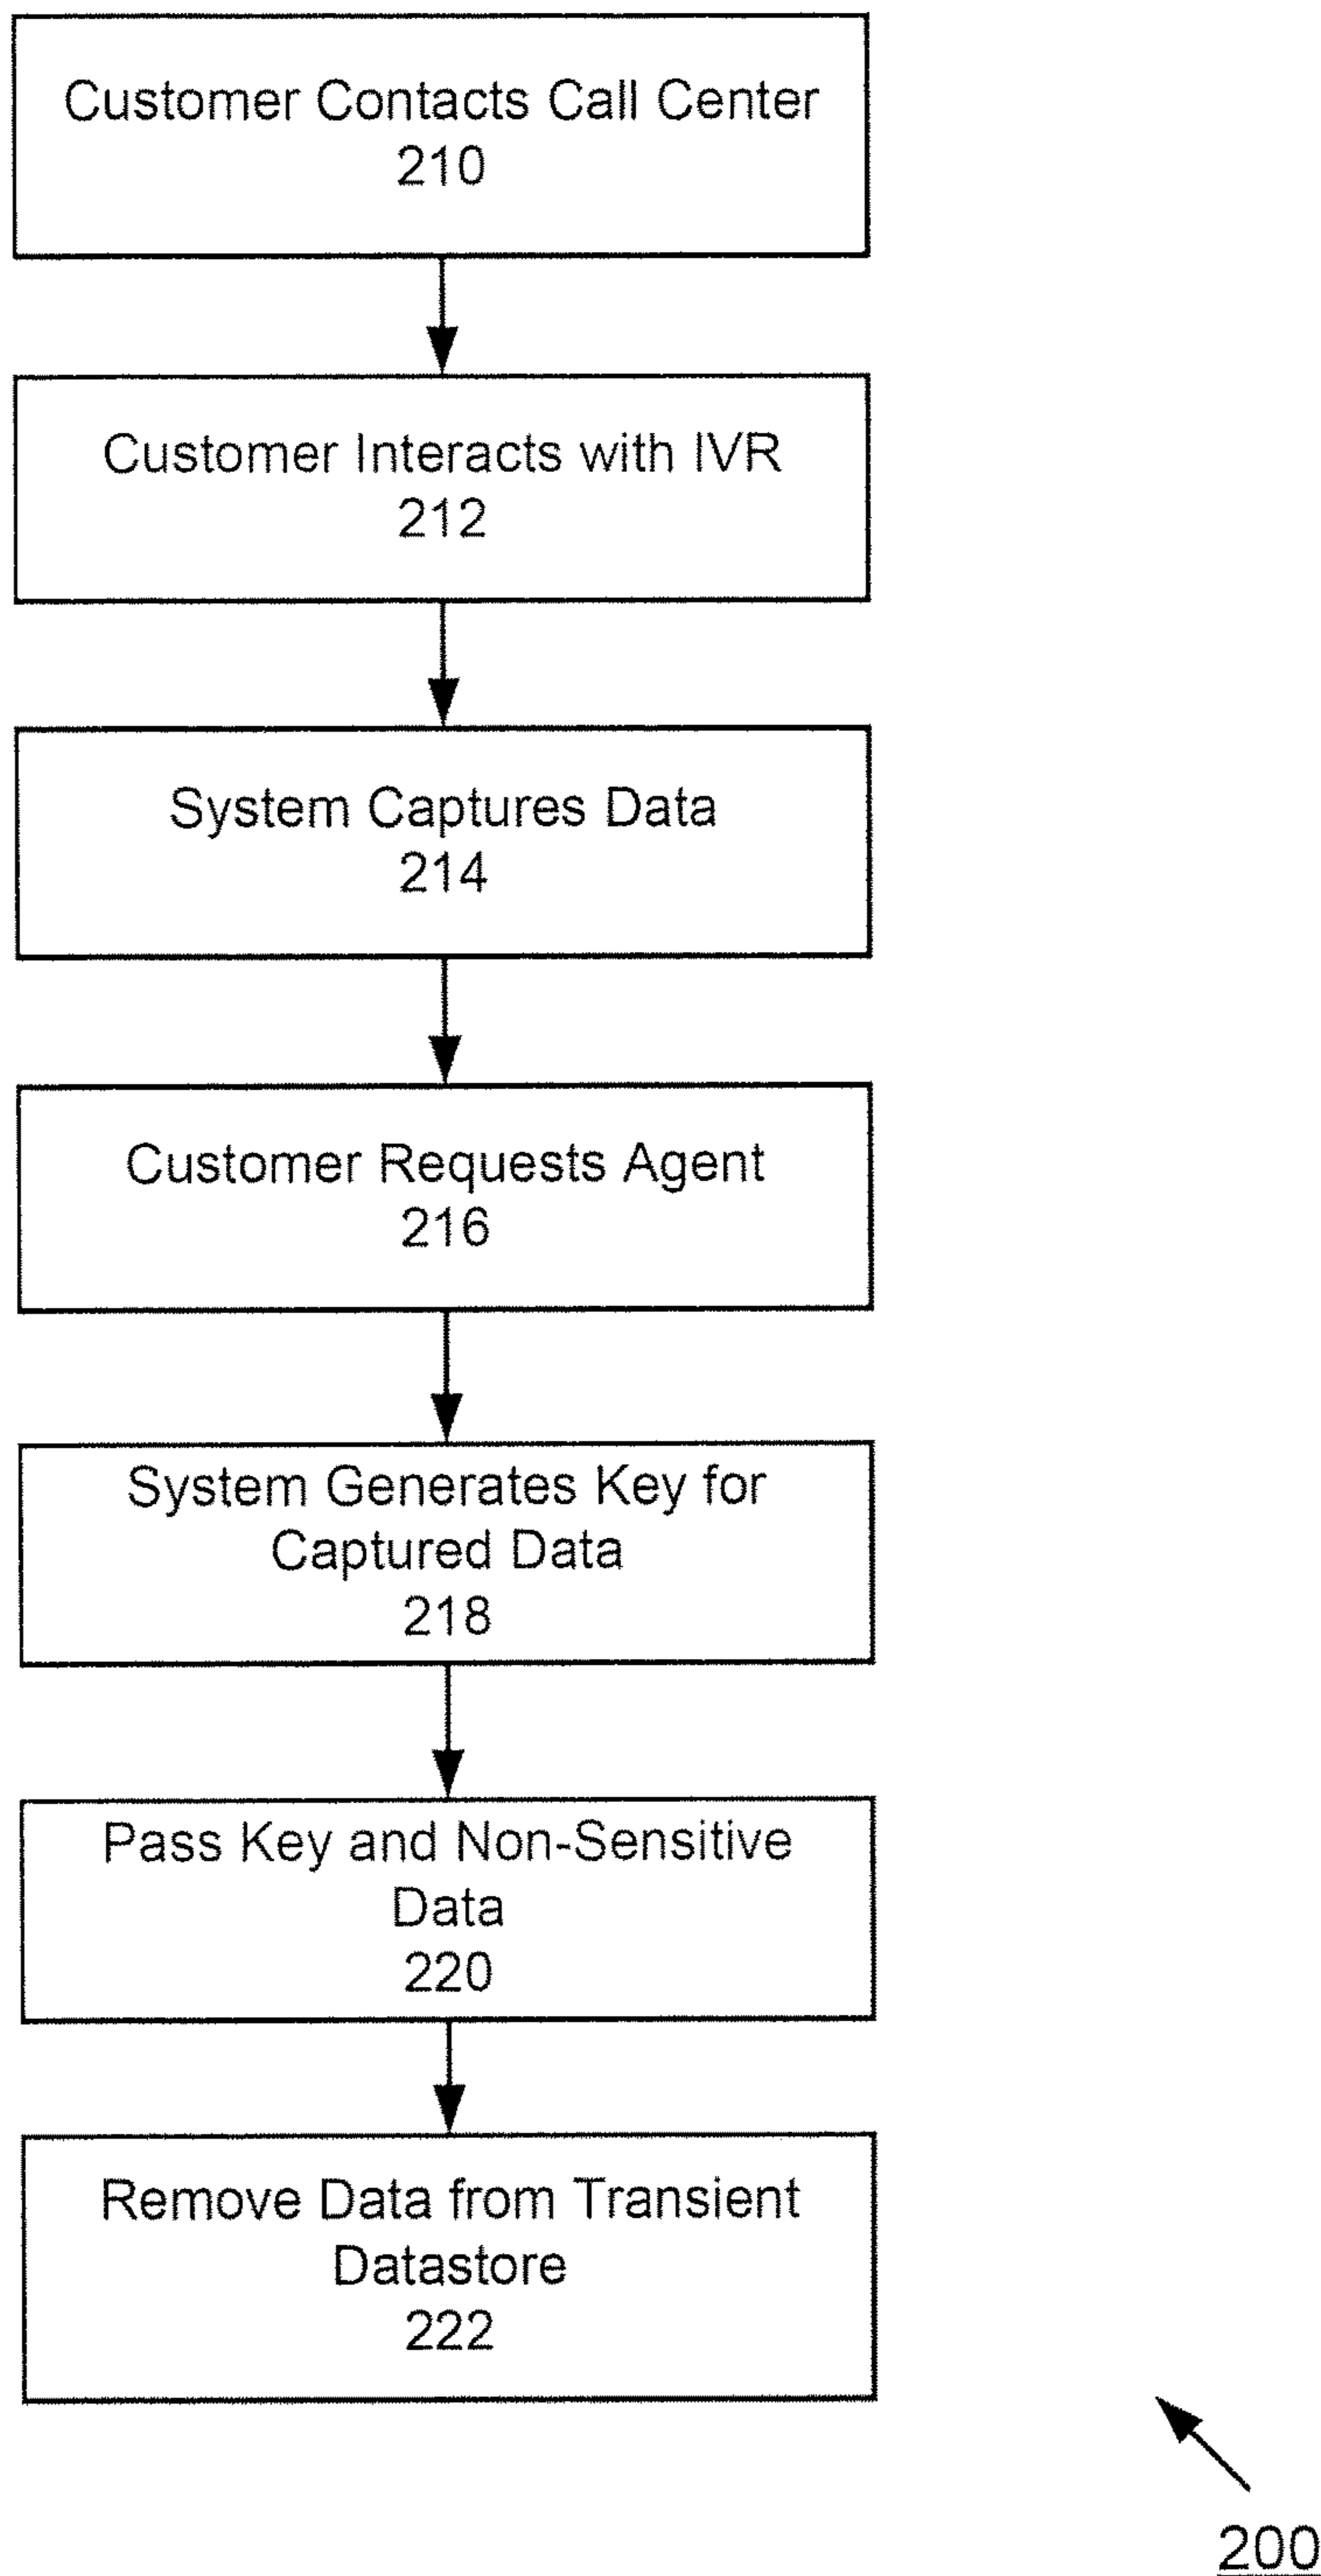 Customer Contacts Call Center
210
Customer Interacts with IVR
212
System Captures Data
214
Customer Requests Agent
216
System Generates Key for
Captured Data
218
Pass Key and Non-Sensitive
Data
220
Remove Data from Transient
Datastore
222
200